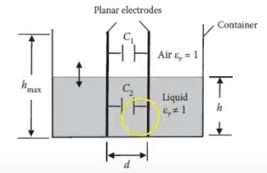 Planar electrodes
Container
C₁
Air εᵣ = 1
hₘₐₓ
C₂
Liquid
εᵣ ≠ 1
h
d